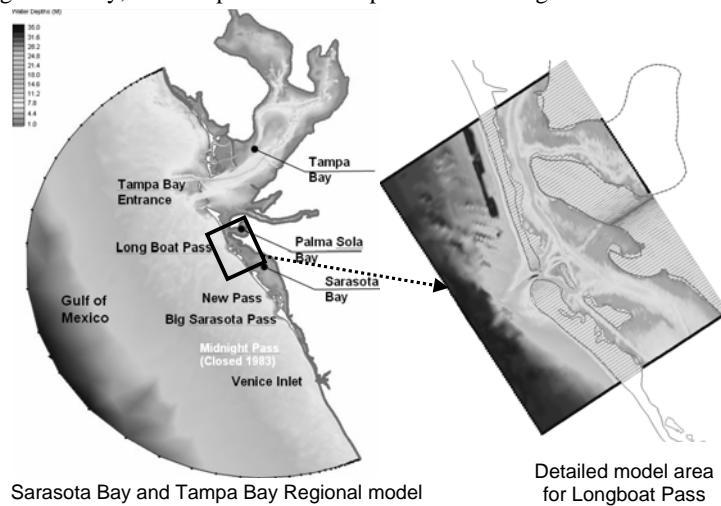 Water Depths (M)
35.0
31.6
28.2
24.8
21.4
18.0
14.6
11.2
7.8
4.4
1.0
Tampa
Bay
Tampa Bay
Entrance
Long Boat Pass
Palma Sola
Bay
Sarasota
Bay
Gulf of
Mexico
New Pass
Big Sarasota Pass
Midnight Pass
(Closed 1983)
Venice Inlet
Sarasota Bay and Tampa Bay Regional model
Detailed model area
for Longboat Pass